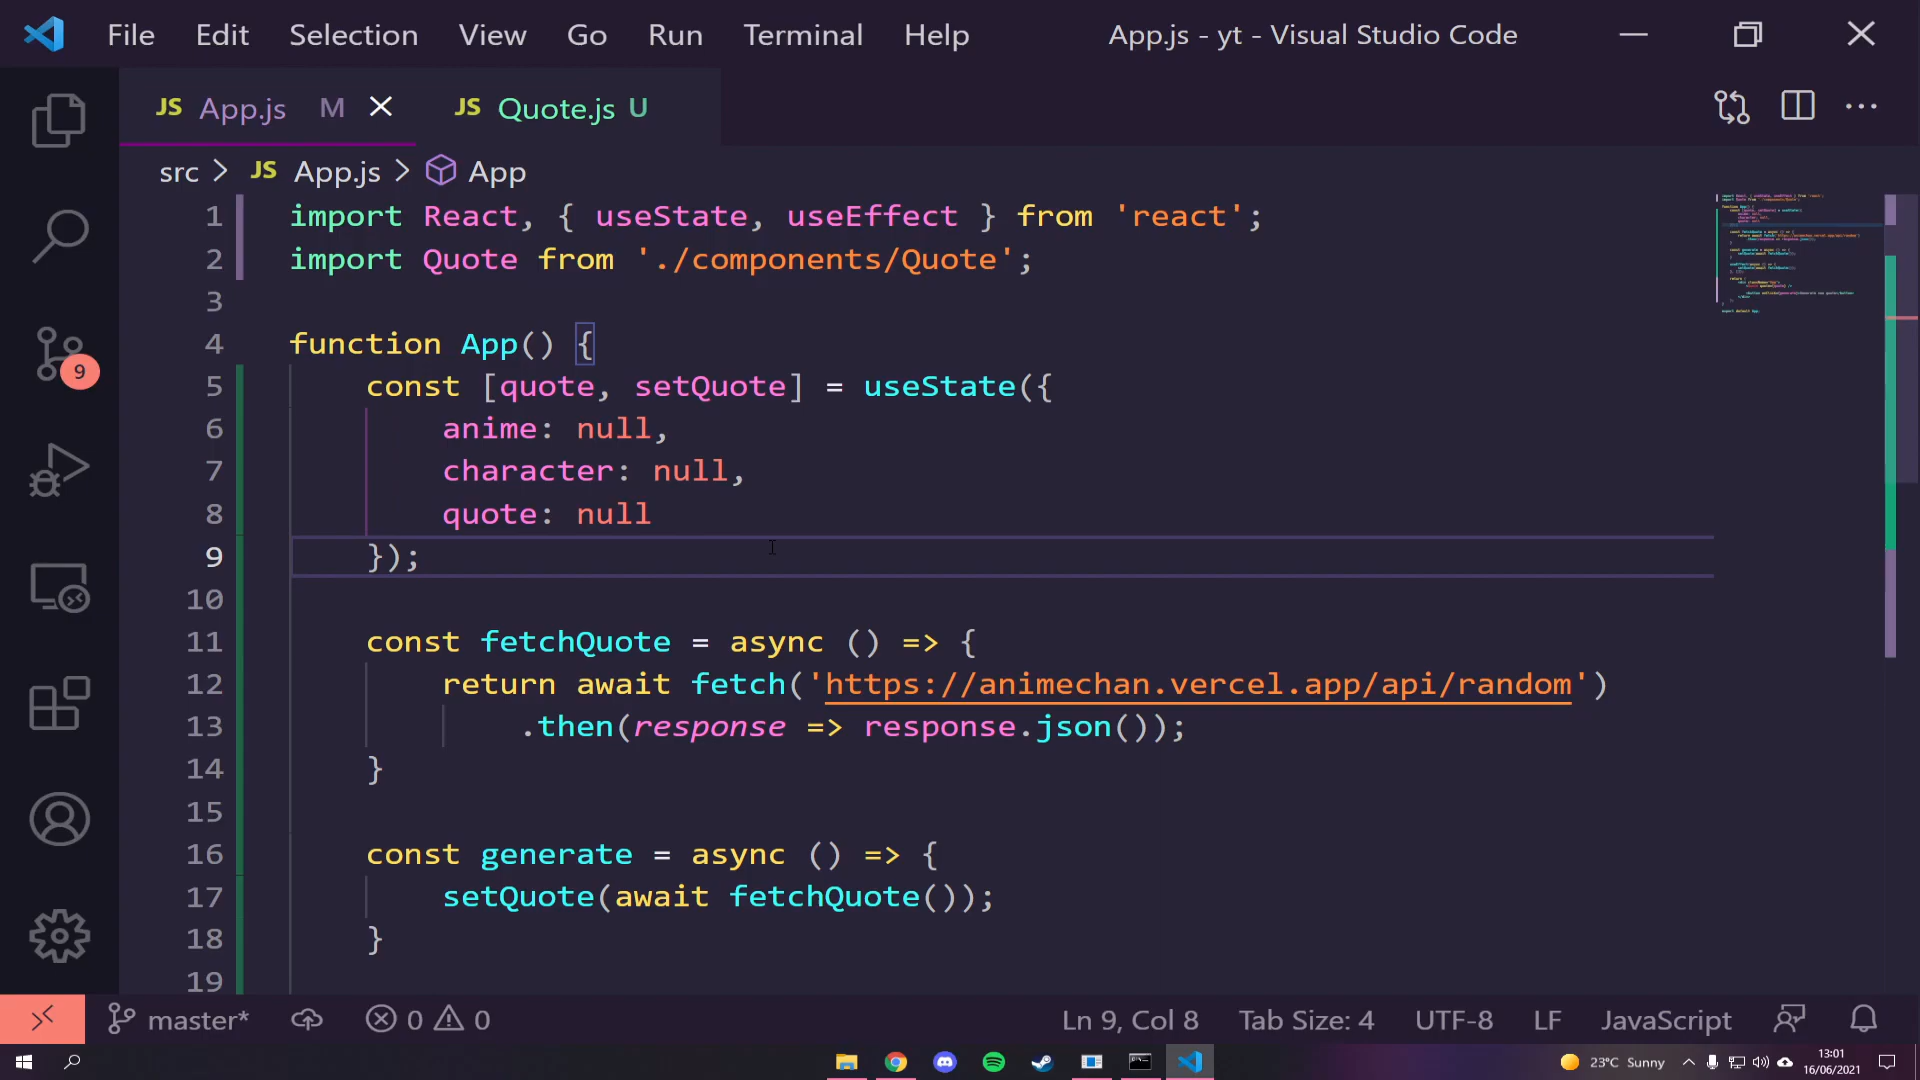 File Edit Selection View Go Run Terminal Help App.js - yt - Visual Studio Code
JS App.js M JS Quote.js U
src > JS App.js > App
1 import React, { useState, useEffect } from 'react';
2 import Quote from './components/Quote';
3
4 function App() {
5 const [quote, setQuote] = useState({
6 anime: null,
7 character: null,
8 quote: null
9 });
10
11 const fetchQuote = async () => {
12 return await fetch('https://animechan.vercel.app/api/random')
13 .then(response => response.json());
14 }
15
16 const generate = async () => {
17 setQuote(await fetchQuote());
18 }
19
9
master* 0 0 Ln 9, Col 8 Tab Size: 4 UTF-8 LF JavaScript
23°C Sunny 13:01
16/06/2021